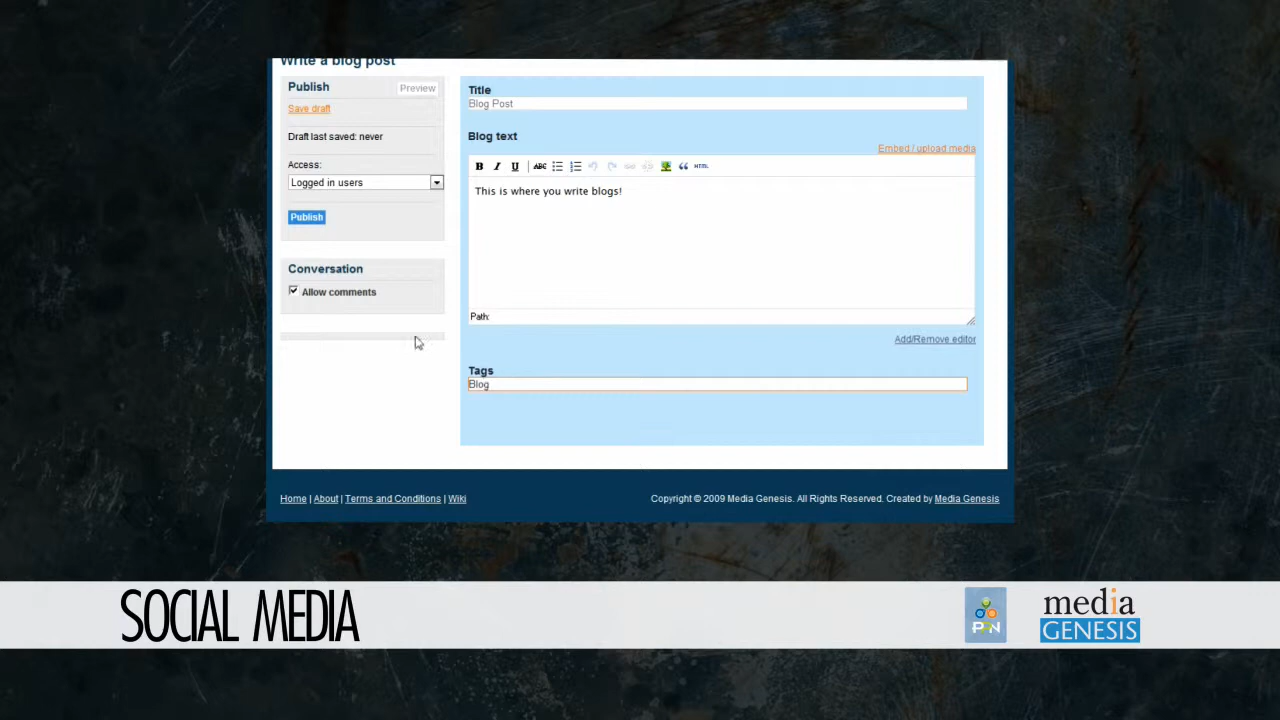 Write a blog post
Publish
Preview
Save draft
Draft last saved: never
Access:
Logged in users
Publish
Conversation
Allow comments
Title
Blog Post
Blog text
Embed / upload media
B I U ABC HTML
This is where you write blogs!
Path:
Add/Remove editor
Tags
Blog
Home | About | Terms and Conditions | Wiki
Copyright © 2009 Media Genesis. All Rights Reserved. Created by Media Genesis
SOCIAL MEDIA
media
GENESIS